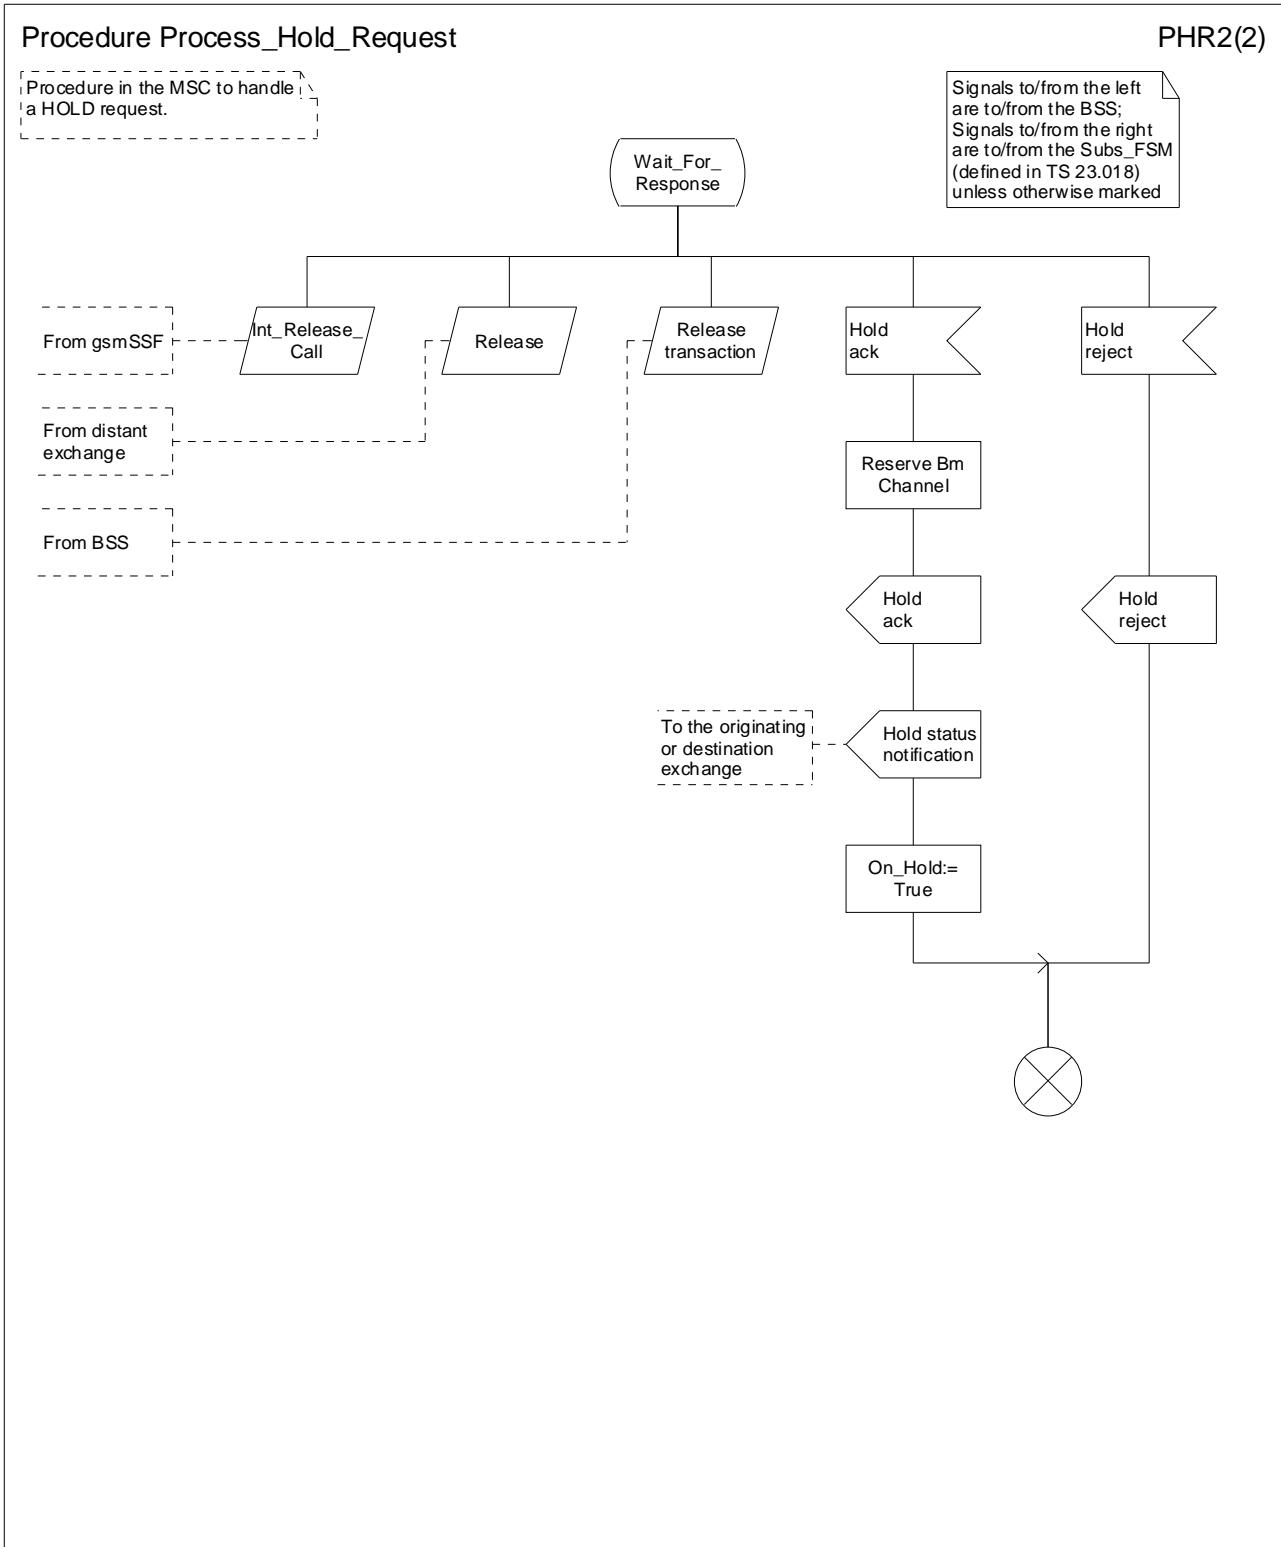 Procedure Process_Hold_Request
PHR2(2)
Procedure in the MSC to handle
a HOLD request.
Signals to/from the left
are to/from the BSS;
Signals to/from the right
are to/from the Subs_FSM
(defined in TS 23.018)
unless otherwise marked
Wait_For_
Response
From gsmSSF
Int_Release_
Call
Release
Release
transaction
Hold
ack
Hold
reject
From distant
exchange
Reserve Bm
Channel
From BSS
Hold
ack
Hold
reject
To the originating
or destination
exchange
Hold status
notification
On_Hold:=
True